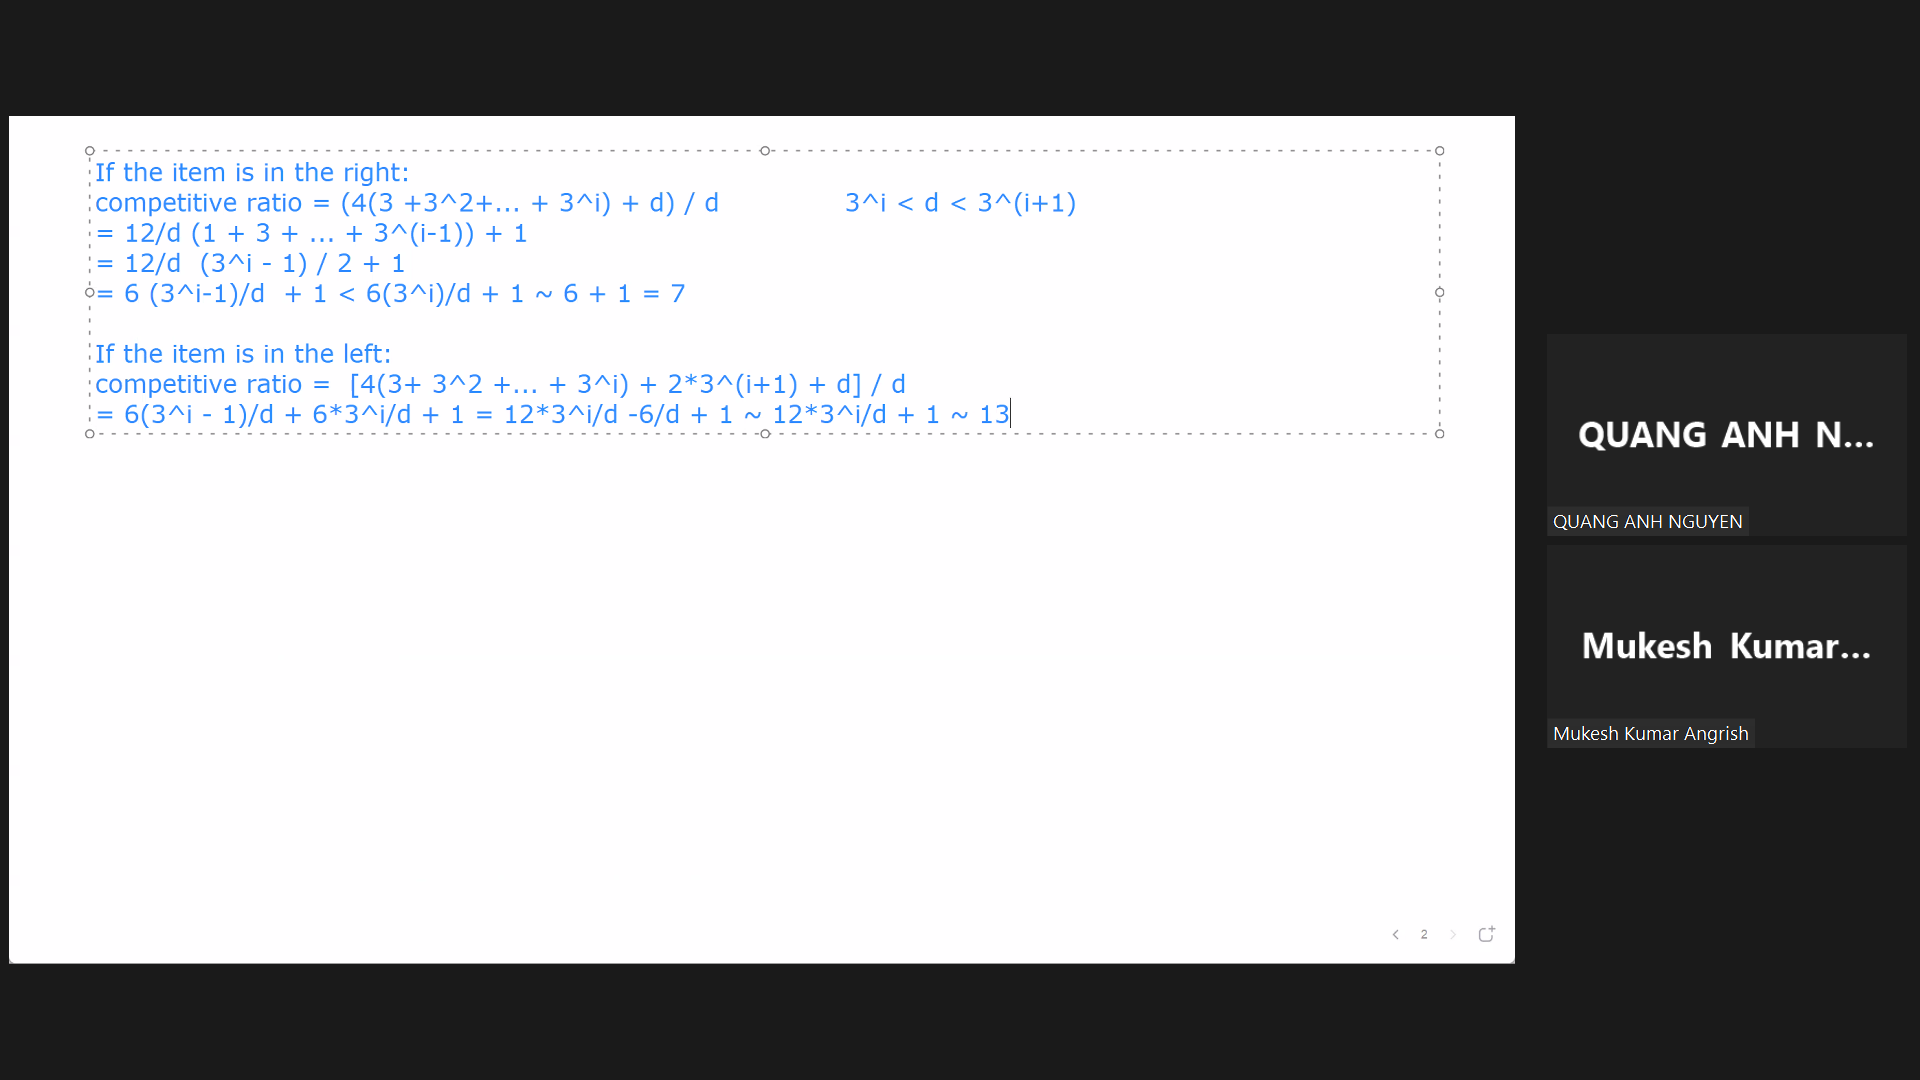 If the item is in the right:
competitive ratio = (4(3 +3^2+... + 3^i) + d) / d 3^i < d < 3^(i+1)
= 12/d (1 + 3 + ... + 3^(i-1)) + 1
= 12/d (3^i - 1) / 2 + 1
= 6 (3^i-1)/d + 1 < 6(3^i)/d + 1 ~ 6 + 1 = 7
If the item is in the left:
competitive ratio = [4(3+ 3^2 +... + 3^i) + 2*3^(i+1) + d] / d
= 6(3^i - 1)/d + 6*3^i/d + 1 = 12*3^i/d -6/d + 1 ~ 12*3^i/d + 1 ~ 13
2
QUANG ANH N...
QUANG ANH NGUYEN
Mukesh Kumar...
Mukesh Kumar Angrish